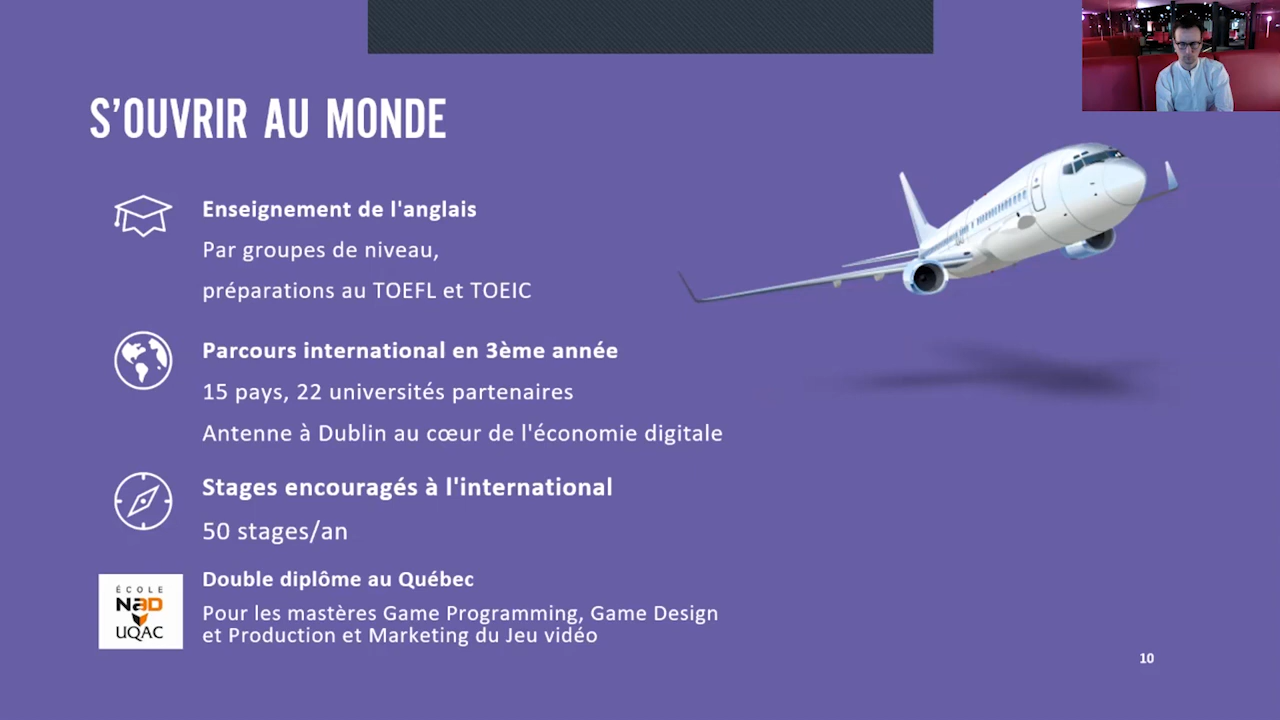 S'OUVRIR AU MONDE
Enseignement de l'anglais
Par groupes de niveau,
préparations au TOEFL et TOEIC
Parcours international en 3ème année
15 pays, 22 universités partenaires
Antenne à Dublin au cœur de l'économie digitale
Stages encouragés à l'international
50 stages/an
ÉCOLE
NAD
UQAC
Double diplôme au Québec
Pour les mastères Game Programming, Game Design
et Production et Marketing du Jeu vidéo
10